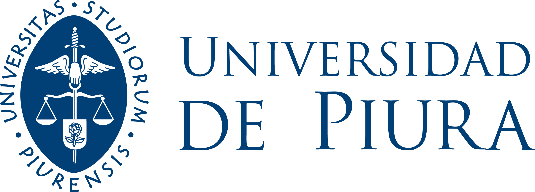 UNIVERSITAS • STUDIORUM • PIURENSIS •
UNIVERSIDAD
DE PIURA